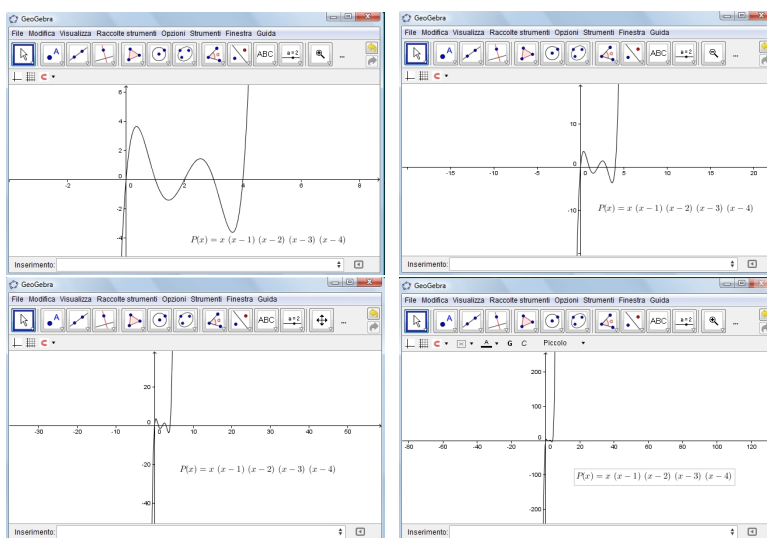 GeoGebra
File Modifica Visualizza Raccolte strumenti Opzioni Strumenti Finestra Guida
A ABC a=2 ...
6
4
2
0
-2 0 2 4 6 8
-2
-4
P(x) = x (x − 1) (x − 2) (x − 3) (x − 4)
Inserimento:
GeoGebra
File Modifica Visualizza Raccolte strumenti Opzioni Strumenti Finestra Guida
A ABC a=2 ...
10
0
-15 -10 -5 0 5 10 15 20
-10
P(x) = x (x − 1) (x − 2) (x − 3) (x − 4)
Inserimento:
GeoGebra
File Modifica Visualizza Raccolte strumenti Opzioni Strumenti Finestra Guida
A ABC a=2 ...
20
0
-30 -20 -10 0 10 20 30 40 50
-20
P(x) = x (x − 1) (x − 2) (x − 3) (x − 4)
-40
Inserimento:
GeoGebra
File Modifica Visualizza Raccolte strumenti Opzioni Strumenti Finestra Guida
A ABC a=2 ...
A G C Piccolo
200
100
0
-80 -60 -40 -20 0 20 40 60 80 100 120
-100
P(x) = x (x − 1) (x − 2) (x − 3) (x − 4)
-200
Inserimento: